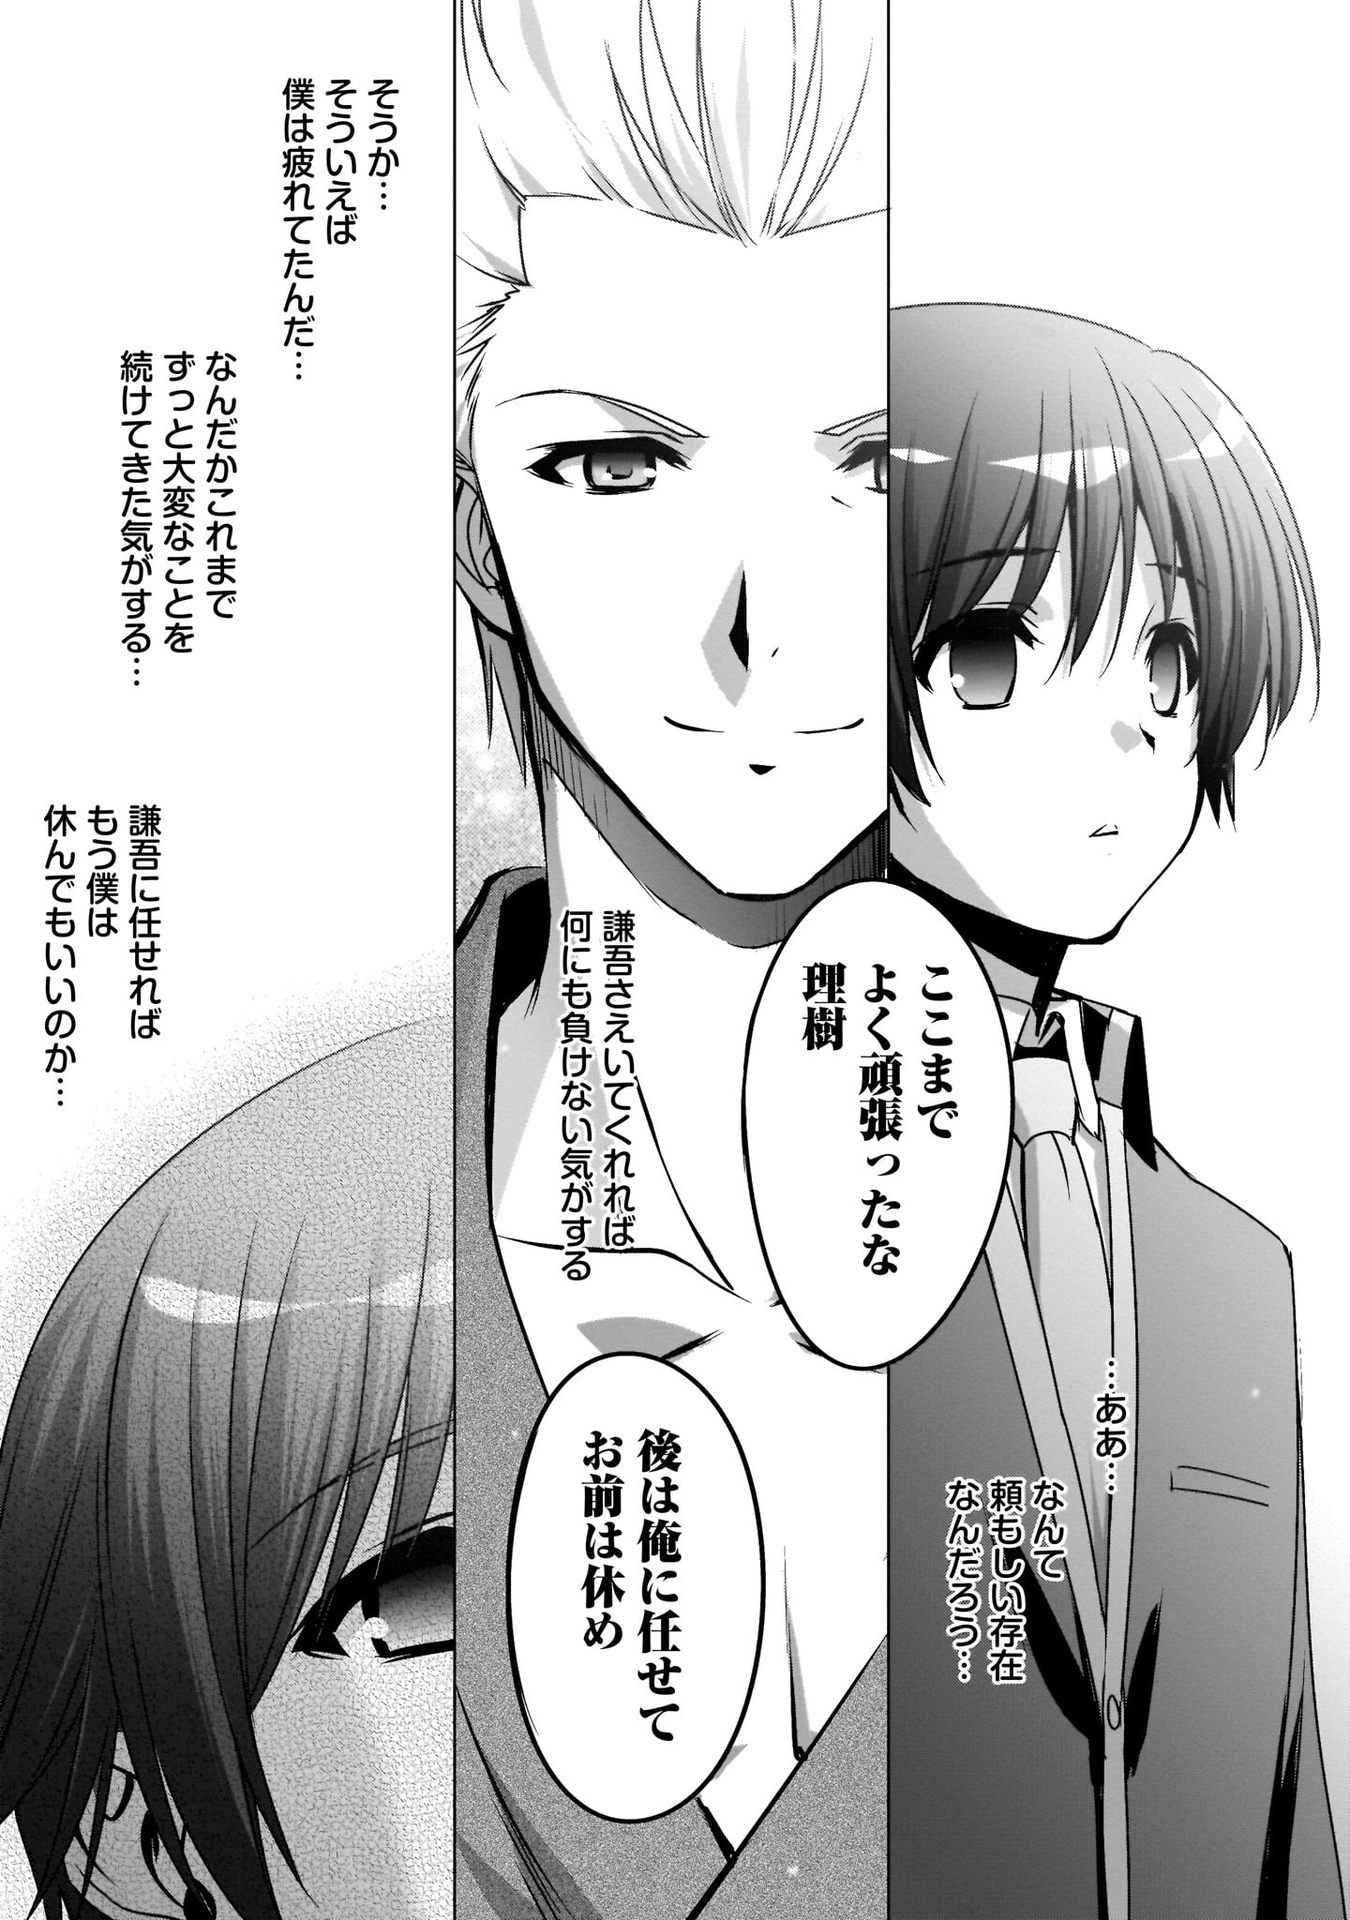 ここまで
よく頑張ったな
理樹
…ああ…
なんて
頼もしい存在
なんだろう…
謙吾さえいてくれれば
何にも負けない気がする
後は俺に任せて
お前は休め
そうか…
そういえば
僕は疲れてたんだ…
なんだかこれまで
ずっと大変なことを
続けてきた気がする…
謙吾に任せれば
もう僕は
休んでもいいのか…